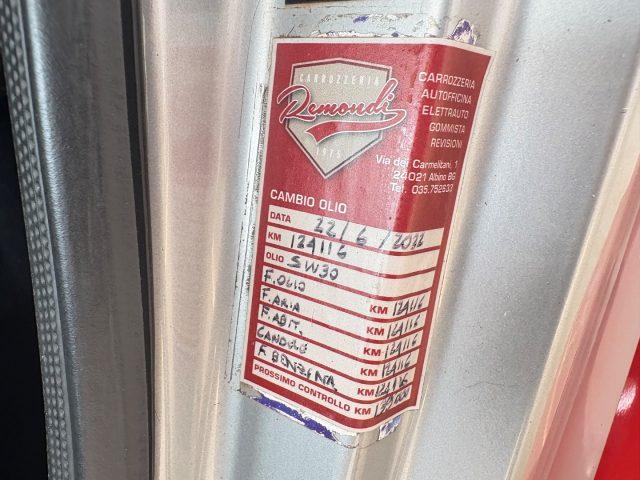 CARROZZERIA
Remondi
1975
CARROZZERIA
AUTOFFICINA
ELETTRAUTO
GOMMISTA
REVISIONI
Via dei Carmelitani, 1
24021 Albino BG
Tel. 035.752633
CAMBIO OLIO
DATA 22/6/2022
KM 124116
OLIO 5W30
F.OLIO KM 124116
F.ARIA KM 124116
F.ABIT. KM 124116
CANDELE KM 124116
F BENZINA KM 124116
PROSSIMO CONTROLLO KM